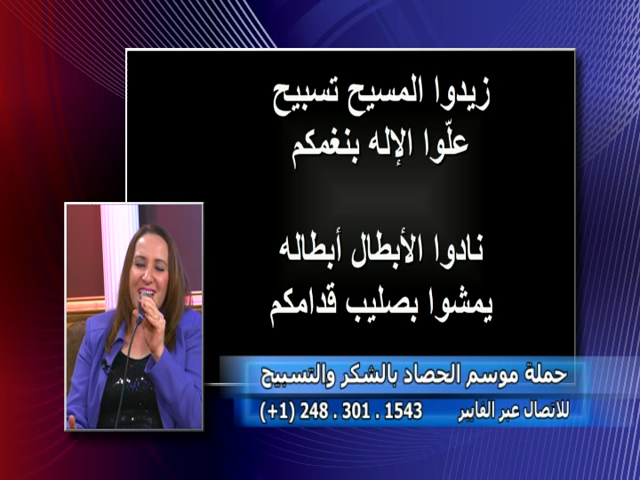 زيدوا المسيح تسبيح
علّوا الإله بنغمكم
نادوا الأبطال أبطاله
يمشوا بصليب قدامكم
حملة موسم الحصاد بالشكر والتسبيح
للاتصال عبر الفايبر (+1) 248 . 301 . 1543